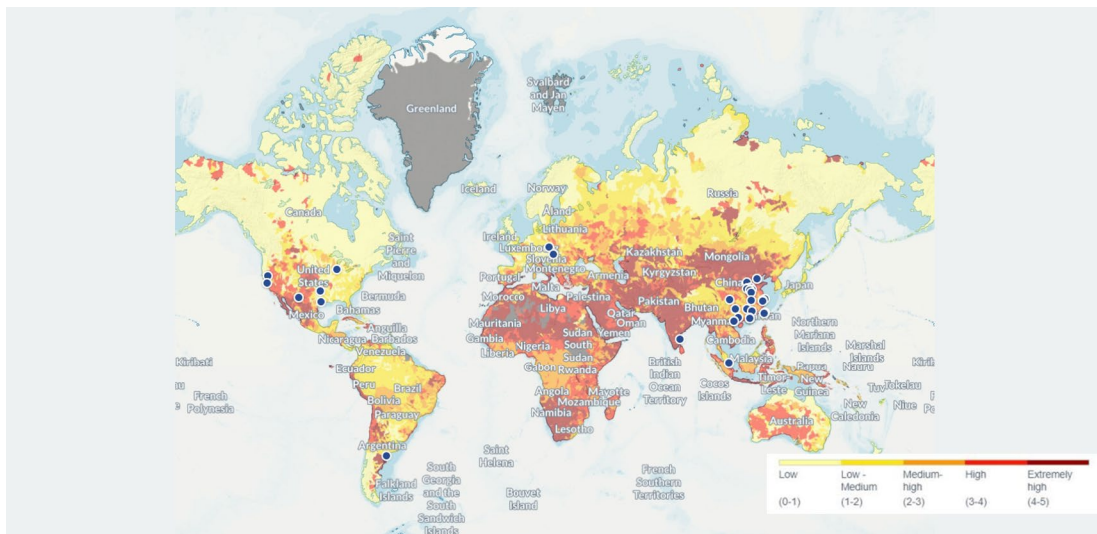 Greenland
Svalbard
and Jan
Mayen
Iceland
Norway
Russia
Canada
Åland
Lithuania
Saint
Pierre
and
Miquelon
Ireland
Luxembo
Slovenia
Montenegro
Kazakhstan
Mongolia
United
States
Portugal
Armenia
Kyrgyzstan
China
Japan
Bermuda
Morocco
Malta
Palestina
Pakistan
Bhutan
Mexico
Bahamas
Libya
Qatar
Oman
Myanma
Anguilla
Barbados
Mauritania
Sudan
Yemen
Northern
Mariana
Islands
Nicaragua
Gambia
Liberia
Nigeria
South
Sudan
Cambodia
Venezuela
Marshall
Islands
Kiribati
Ecuador
Gabon
Rwanda
British
Indian
Ocean
Territory
Malaysia
Nauru
Peru
Brazil
Cocos
Islands
Timor-
Leste
Papua
New
Guinea
Tokelau
French
Polynesia
Bolivia
Angola
Mayotte
Mozambique
New
Caledonia
Niue
Paraguay
Namibia
Australia
Lesotho
Argentina
Saint
Helena
South
Georgia
and the
South
Sandwich
Islands
French
Southern
Territories
Falkland
Islands
Bouvet
Island
Low
Low -
Medium
Medium-
high
High
Extremely
high
(0-1)
(1-2)
(2-3)
(3-4)
(4-5)